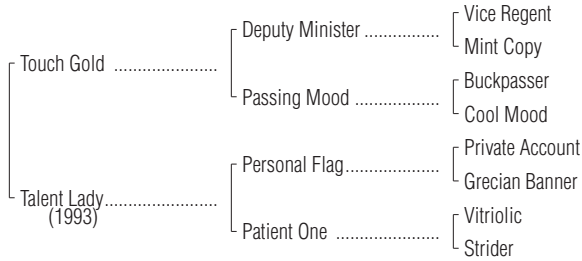 Vice Regent
Deputy Minister ..................
Mint Copy
Touch Gold ......................
Buckpasser
Passing Mood ....................
Cool Mood
Private Account
Personal Flag....................
Grecian Banner
Talent Lady........................
(1993)
Vitriolic
Patient One ......................
Strider